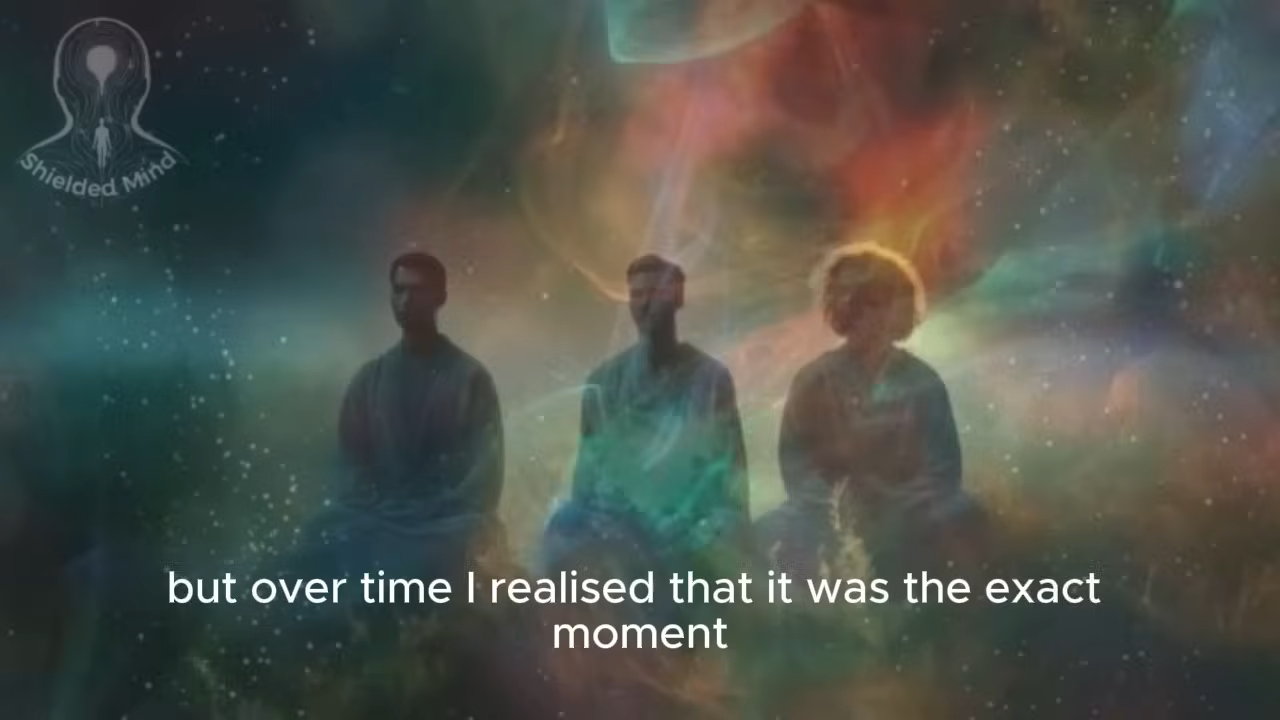 Shielded Mind
but over time I realised that it was the exact
moment